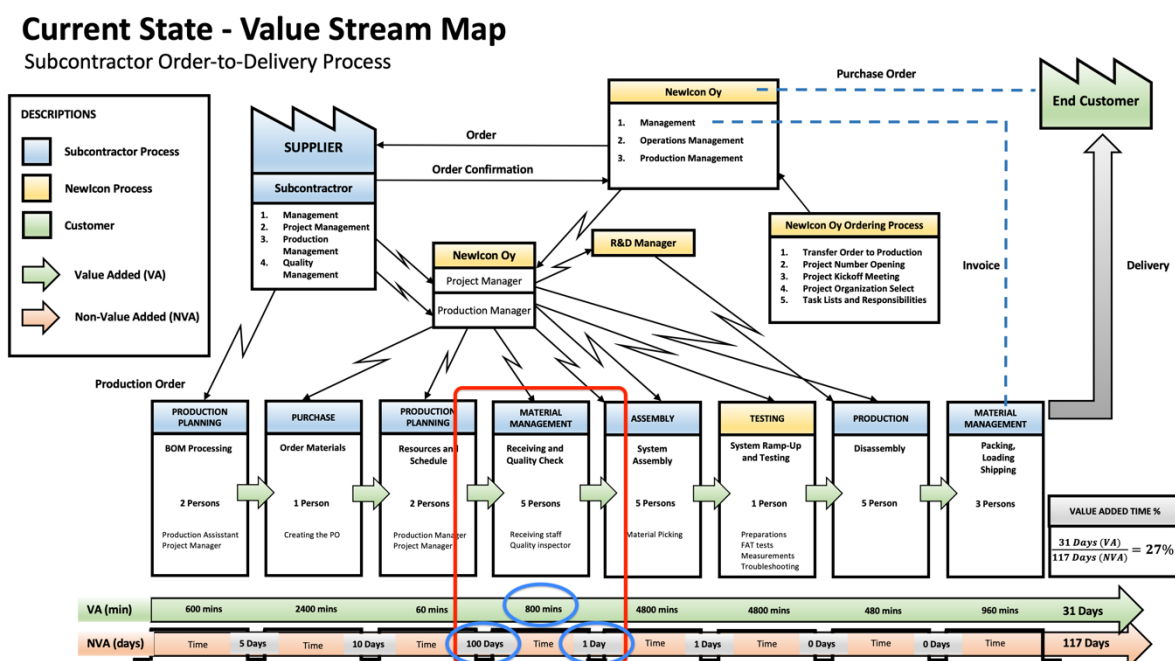 Current State - Value Stream Map
Subcontractor Order-to-Delivery Process
DESCRIPTIONS
Subcontractor Process
NewIcon Process
Customer
Value Added (VA)
Non-Value Added (NVA)
SUPPLIER
Subcontractror
1. Management
2. Project Management
3. Production
Management
4. Quality
Management
Order
Order Confirmation
NewIcon Oy
1. Management
2. Operations Management
3. Production Management
Purchase Order
End Customer
NewIcon Oy
Project Manager
Production Manager
R&D Manager
NewIcon Oy Ordering Process
1. Transfer Order to Production
2. Project Number Opening
3. Project Kickoff Meeting
4. Project Organization Select
5. Task Lists and Responsibilities
Invoice
Delivery
Production Order
PRODUCTION
PLANNING
BOM Processing
2 Persons
Production Assisstant
Project Manager
PURCHASE
Order Materials
1 Person
Creating the PO
PRODUCTION
PLANNING
Resources and
Schedule
2 Persons
Production Manager
Project Manager
MATERIAL
MANAGEMENT
Receiving and
Quality Check
5 Persons
Receiving staff
Quality inspector
ASSEMBLY
System
Assembly
5 Persons
Material Picking
TESTING
System Ramp-Up
and Testing
1 Person
Preparations
FAT tests
Measurements
Troubleshooting
PRODUCTION
Disassembly
5 Person
MATERIAL
MANAGEMENT
Packing,
Loading
Shipping
3 Persons
VALUE ADDED TIME %
31 Days (VA)
117 Days (NVA)
= 27%
VA (min) 600 mins 2400 mins 60 mins 800 mins 4800 mins 4800 mins 480 mins 960 mins 31 Days
NVA (days) Time 5 Days Time 10 Days Time 100 Days Time 1 Day Time 1 Days Time 0 Days Time 0 Days Time 117 Days